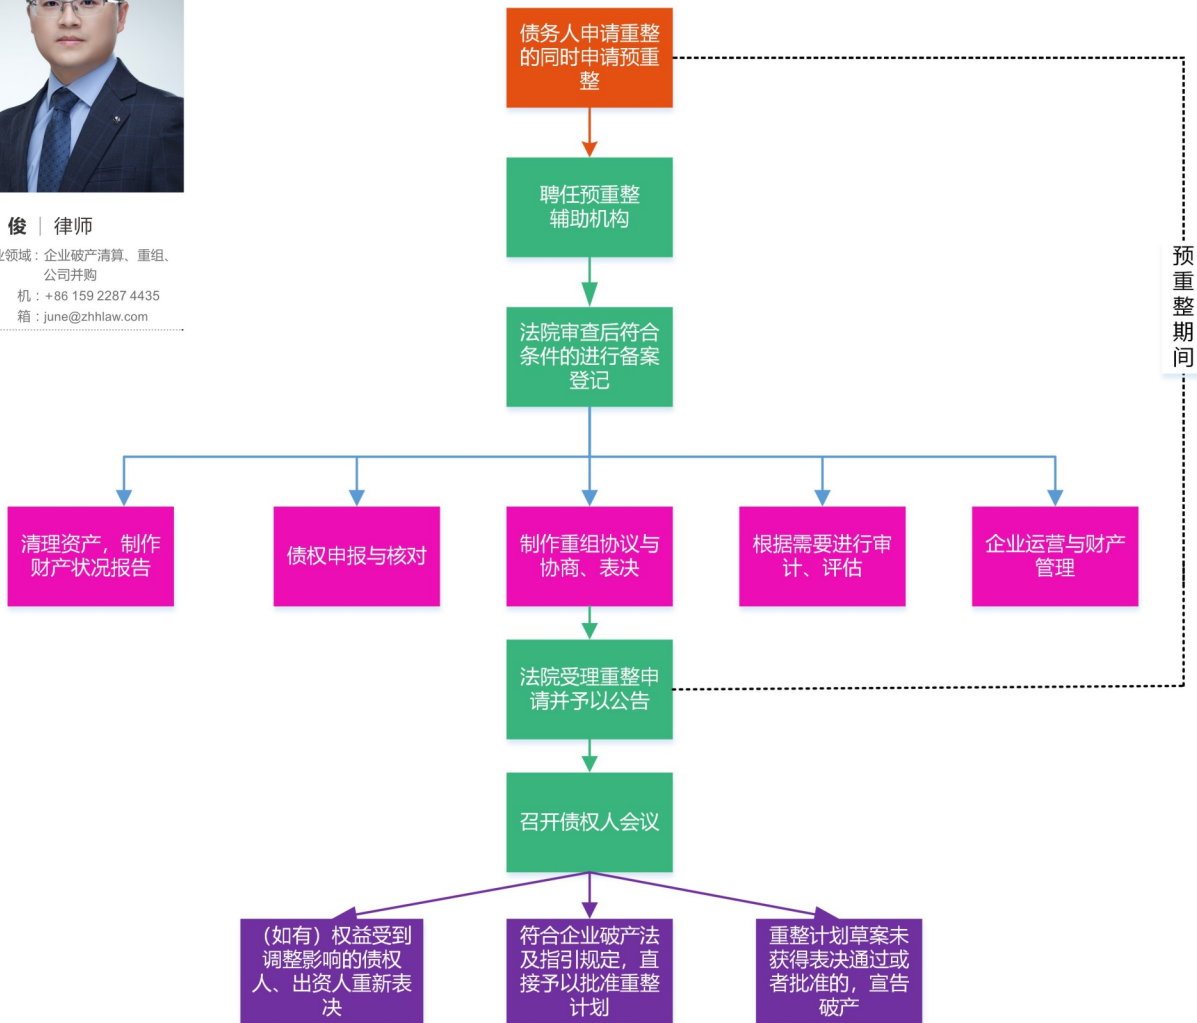 债务人申请重整
的同时申请预重
整
聘任预重整
辅助机构
俊 | 律师
业领域：企业破产清算、重组、
公司并购
机：+86 159 2287 4435
箱：june@zhhlaw.com
预重整期间
法院审查后符合
条件的进行备案
登记
清理资产，制作
财产状况报告
债权申报与核对
制作重组协议与
协商、表决
根据需要进行审
计、评估
企业运营与财产
管理
法院受理重整申
请并予以公告
召开债权人会议
（如有）权益受到
调整影响的债权
人、出资人重新表
决
符合企业破产法
及指引规定，直
接予以批准重整
计划
重整计划草案未
获得表决通过或
者批准的，宣告
破产